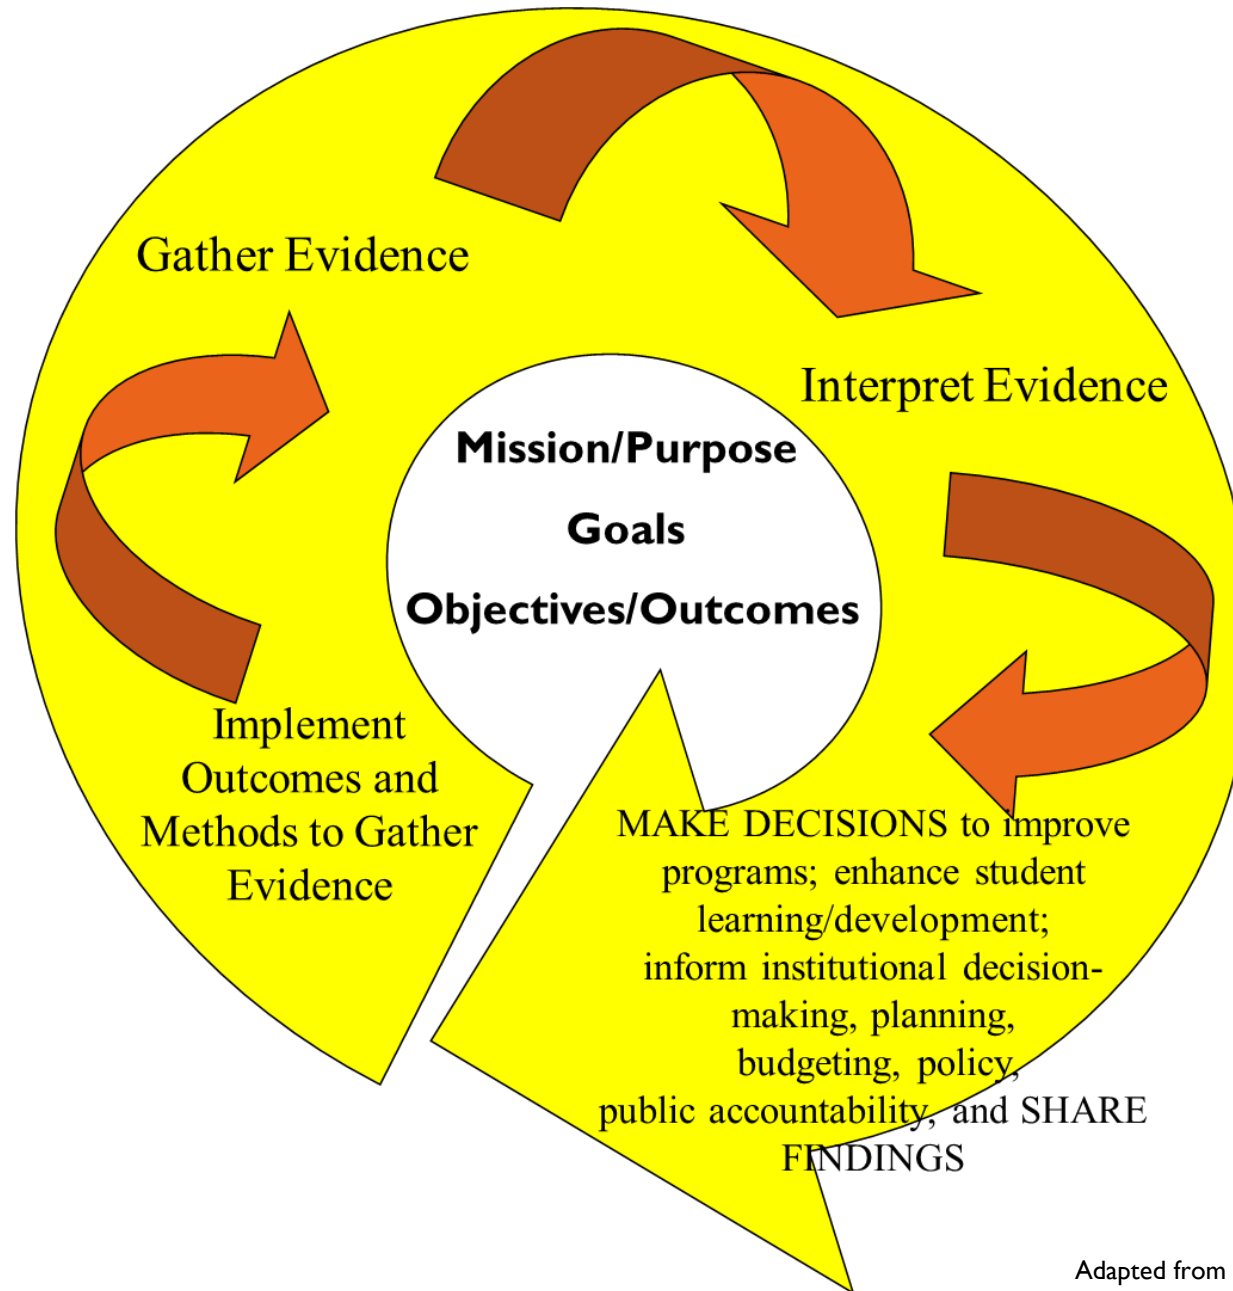 Gather Evidence
Interpret Evidence
Mission/Purpose
Goals
Objectives/Outcomes
Implement
Outcomes and
Methods to Gather
Evidence
MAKE DECISIONS to improve
programs; enhance student
learning/development;
inform institutional decision-
making, planning,
budgeting, policy,
public accountability, and SHARE
FINDINGS
Adapted from